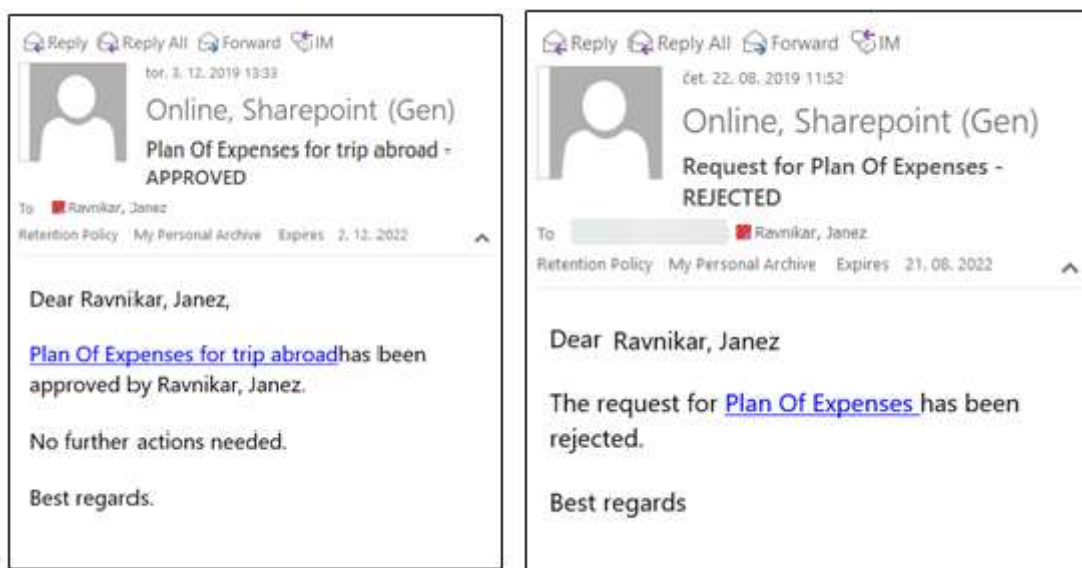 Reply Reply All Forward IM
tor. 3. 12. 2019 13:33
Online, Sharepoint (Gen)
Plan Of Expenses for trip abroad -
APPROVED
To Ravnikar, Janez
Retention Policy My Personal Archive Expires 2. 12. 2022
Dear Ravnikar, Janez,
Plan Of Expenses for trip abroadhas been
approved by Ravnikar, Janez.
No further actions needed.
Best regards.
Reply Reply All Forward IM
čet. 22. 08. 2019 11:52
Online, Sharepoint (Gen)
Request for Plan Of Expenses -
REJECTED
To Ravnikar, Janez
Retention Policy My Personal Archive Expires 21. 08. 2022
Dear Ravnikar, Janez
The request for Plan Of Expenses has been
rejected.
Best regards